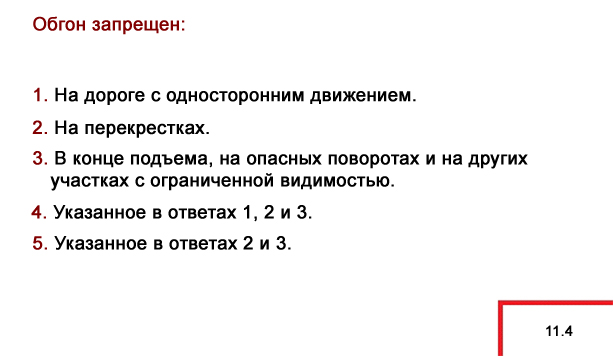 Обгон запрещен:
1. На дороге с односторонним движением.
2. На перекрестках.
3. В конце подъема, на опасных поворотах и на других
участках с ограниченной видимостью.
4. Указанное в ответах 1, 2 и 3.
5. Указанное в ответах 2 и 3.
11.4